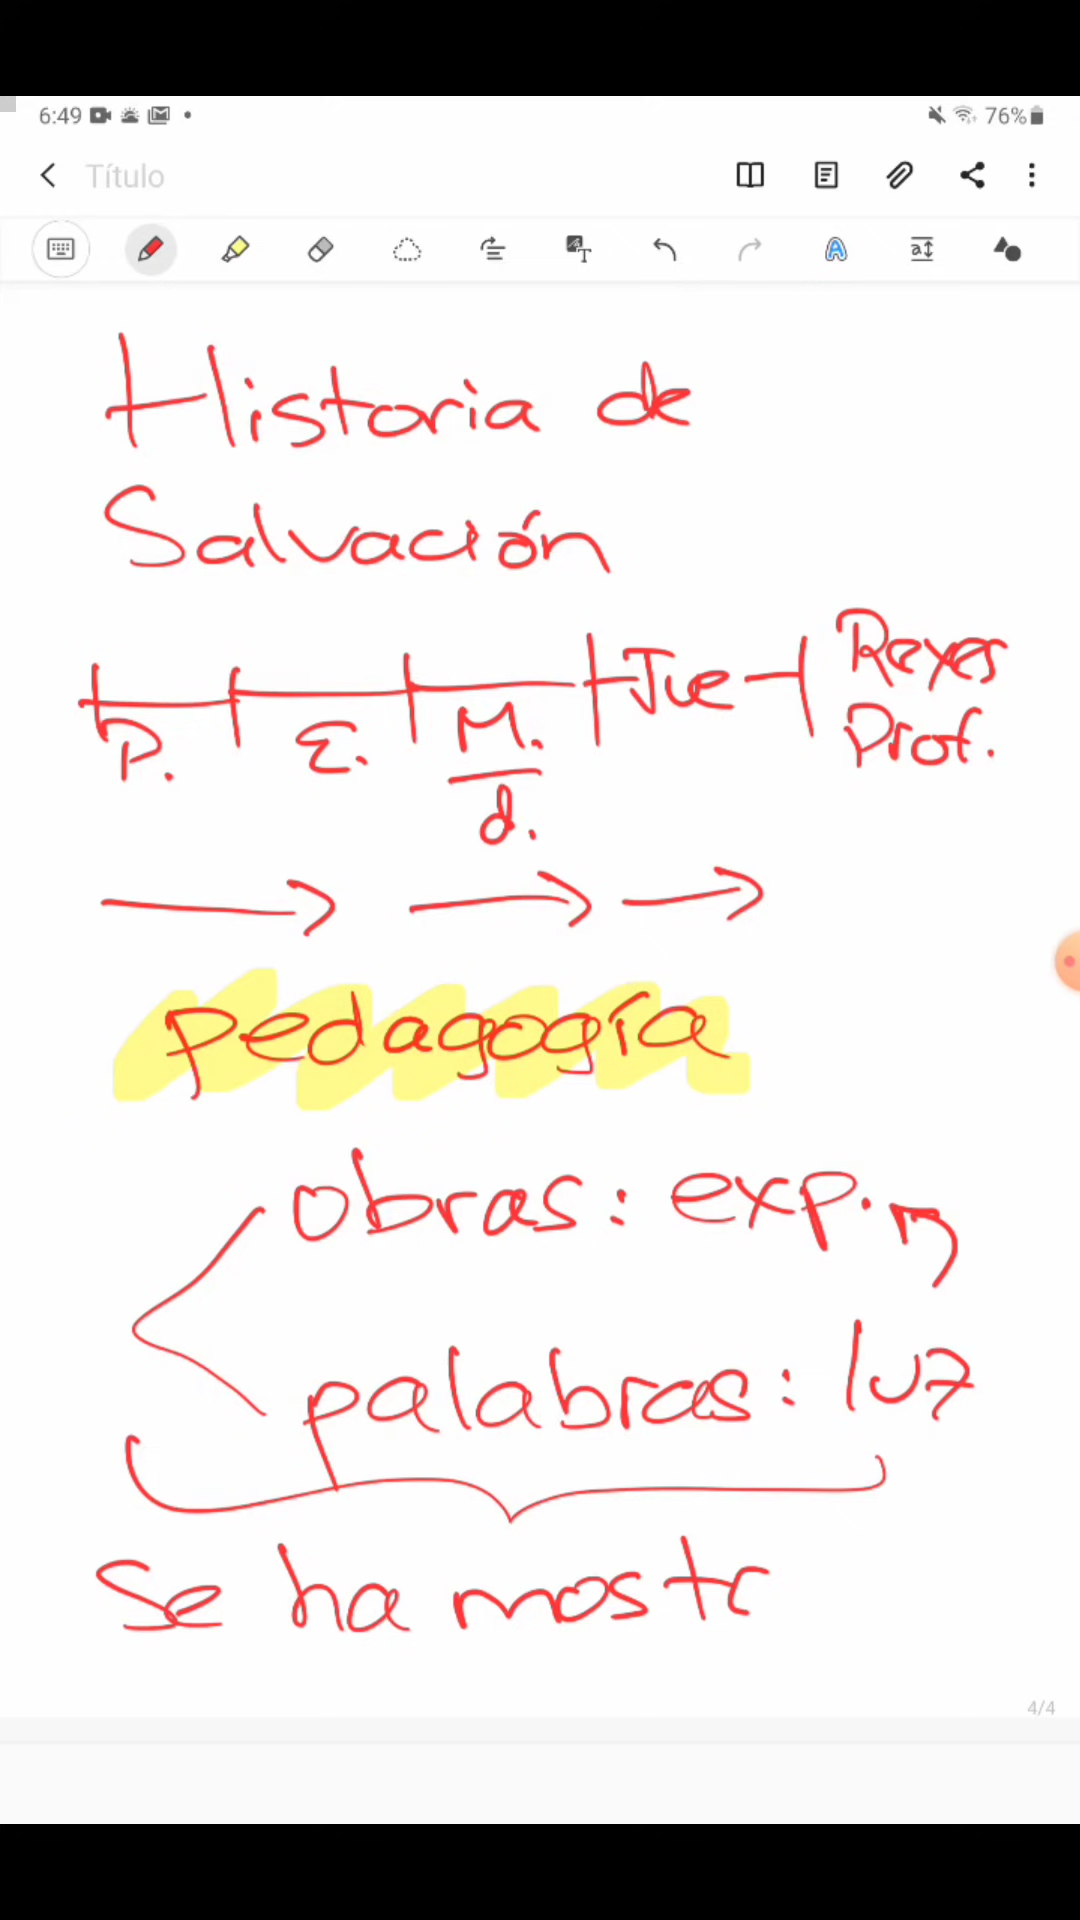 6:49 76%
Título
Historia de
Salvación
P. E. M. d. Jue Reyes Prof.
pedagogía
obras: exp.
palabras: luz
Se ha mostr
4/4